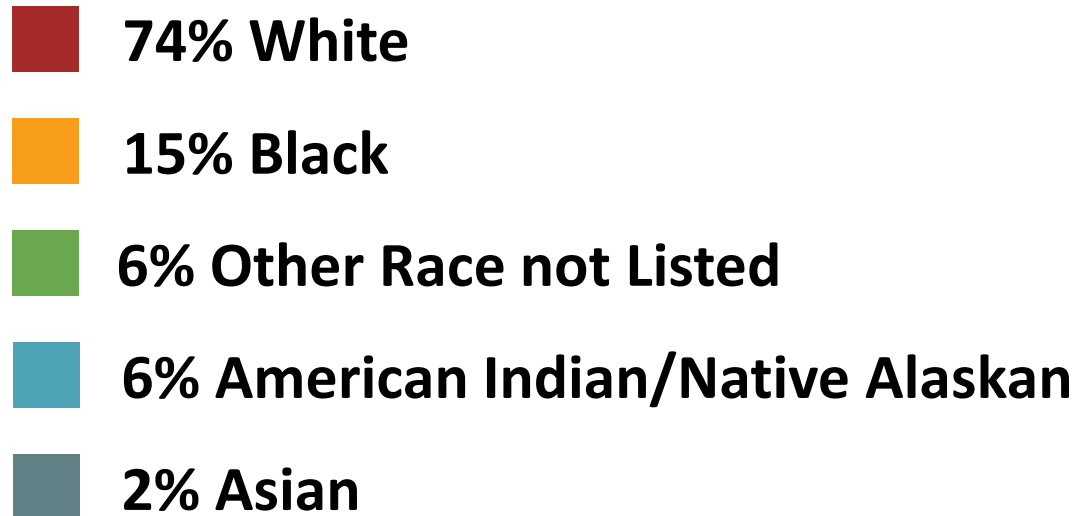 74% White
15% Black
6% Other Race not Listed
6% American Indian/Native Alaskan
2% Asian